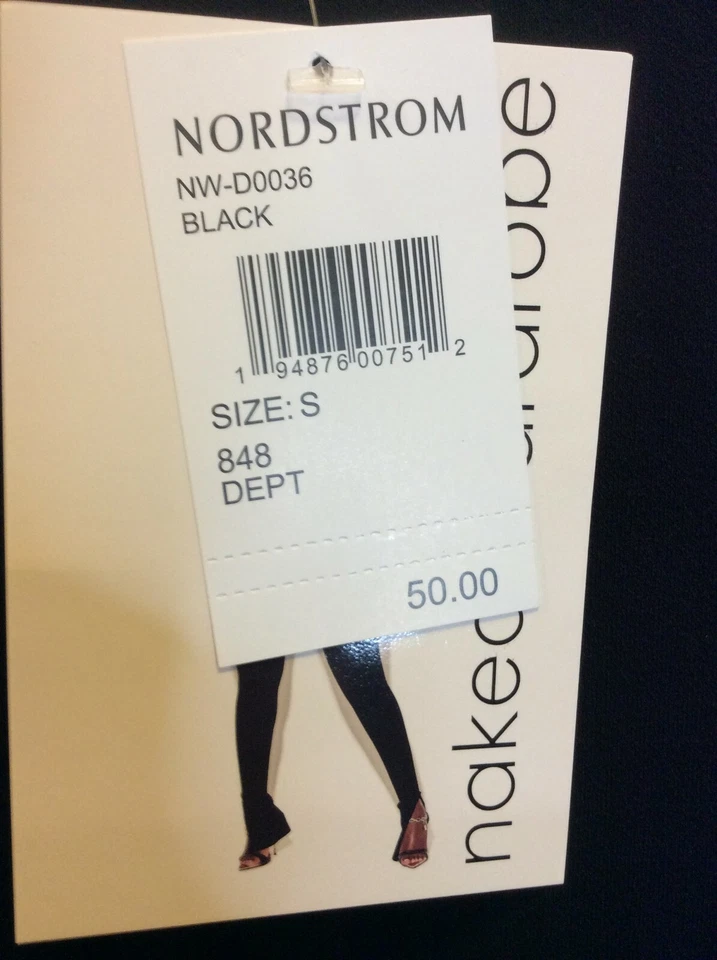 NORDSTROM
NW-D0036
BLACK
1 94876 00751 2
SIZE: S
848
DEPT
50.00
naked